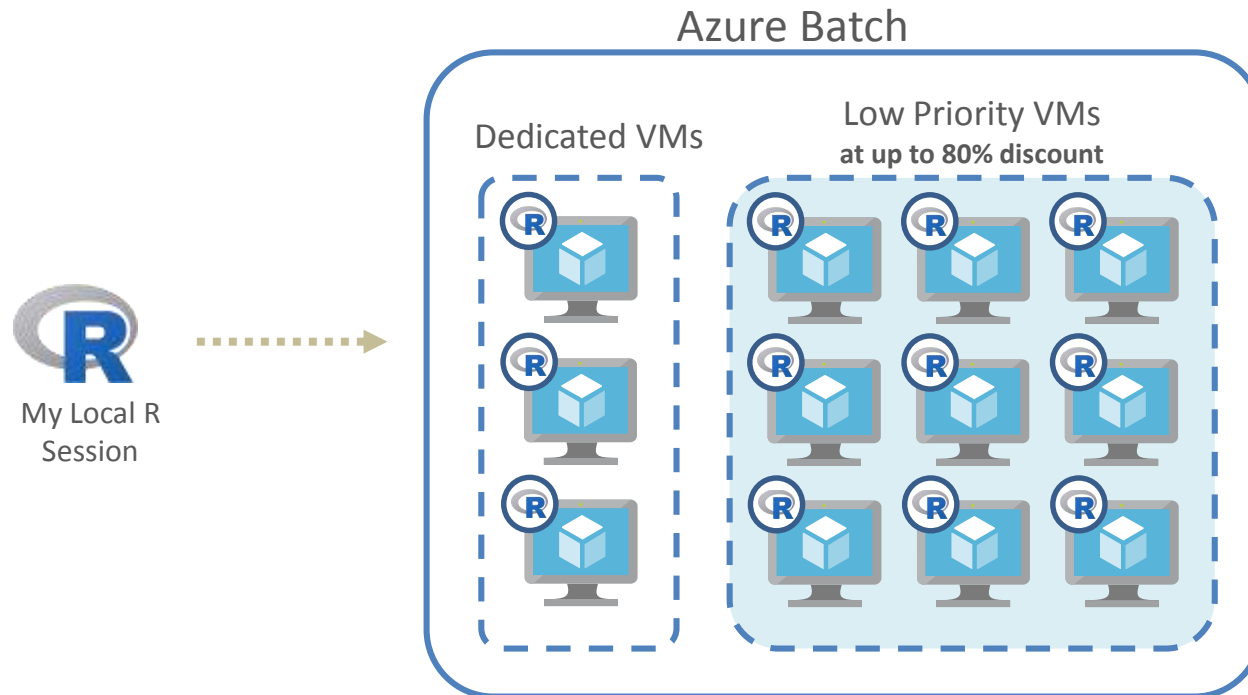 Azure Batch
Dedicated VMs
Low Priority VMs
at up to 80% discount
R
R
R
R
R
R
R
R
R
R
R
R
R
My Local R
Session